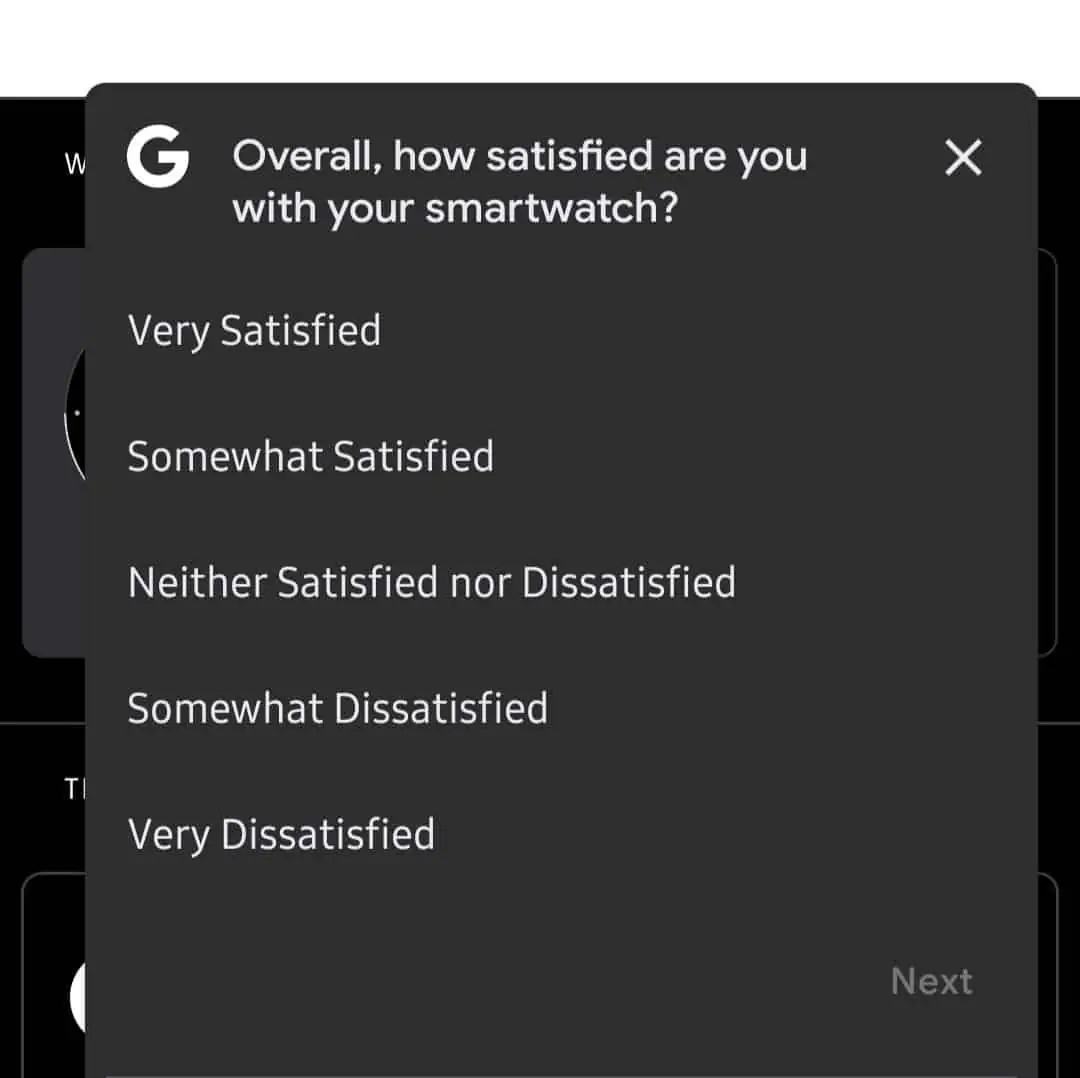 Overall, how satisfied are you
with your smartwatch?
Very Satisfied
Somewhat Satisfied
Neither Satisfied nor Dissatisfied
Somewhat Dissatisfied
Very Dissatisfied
Next